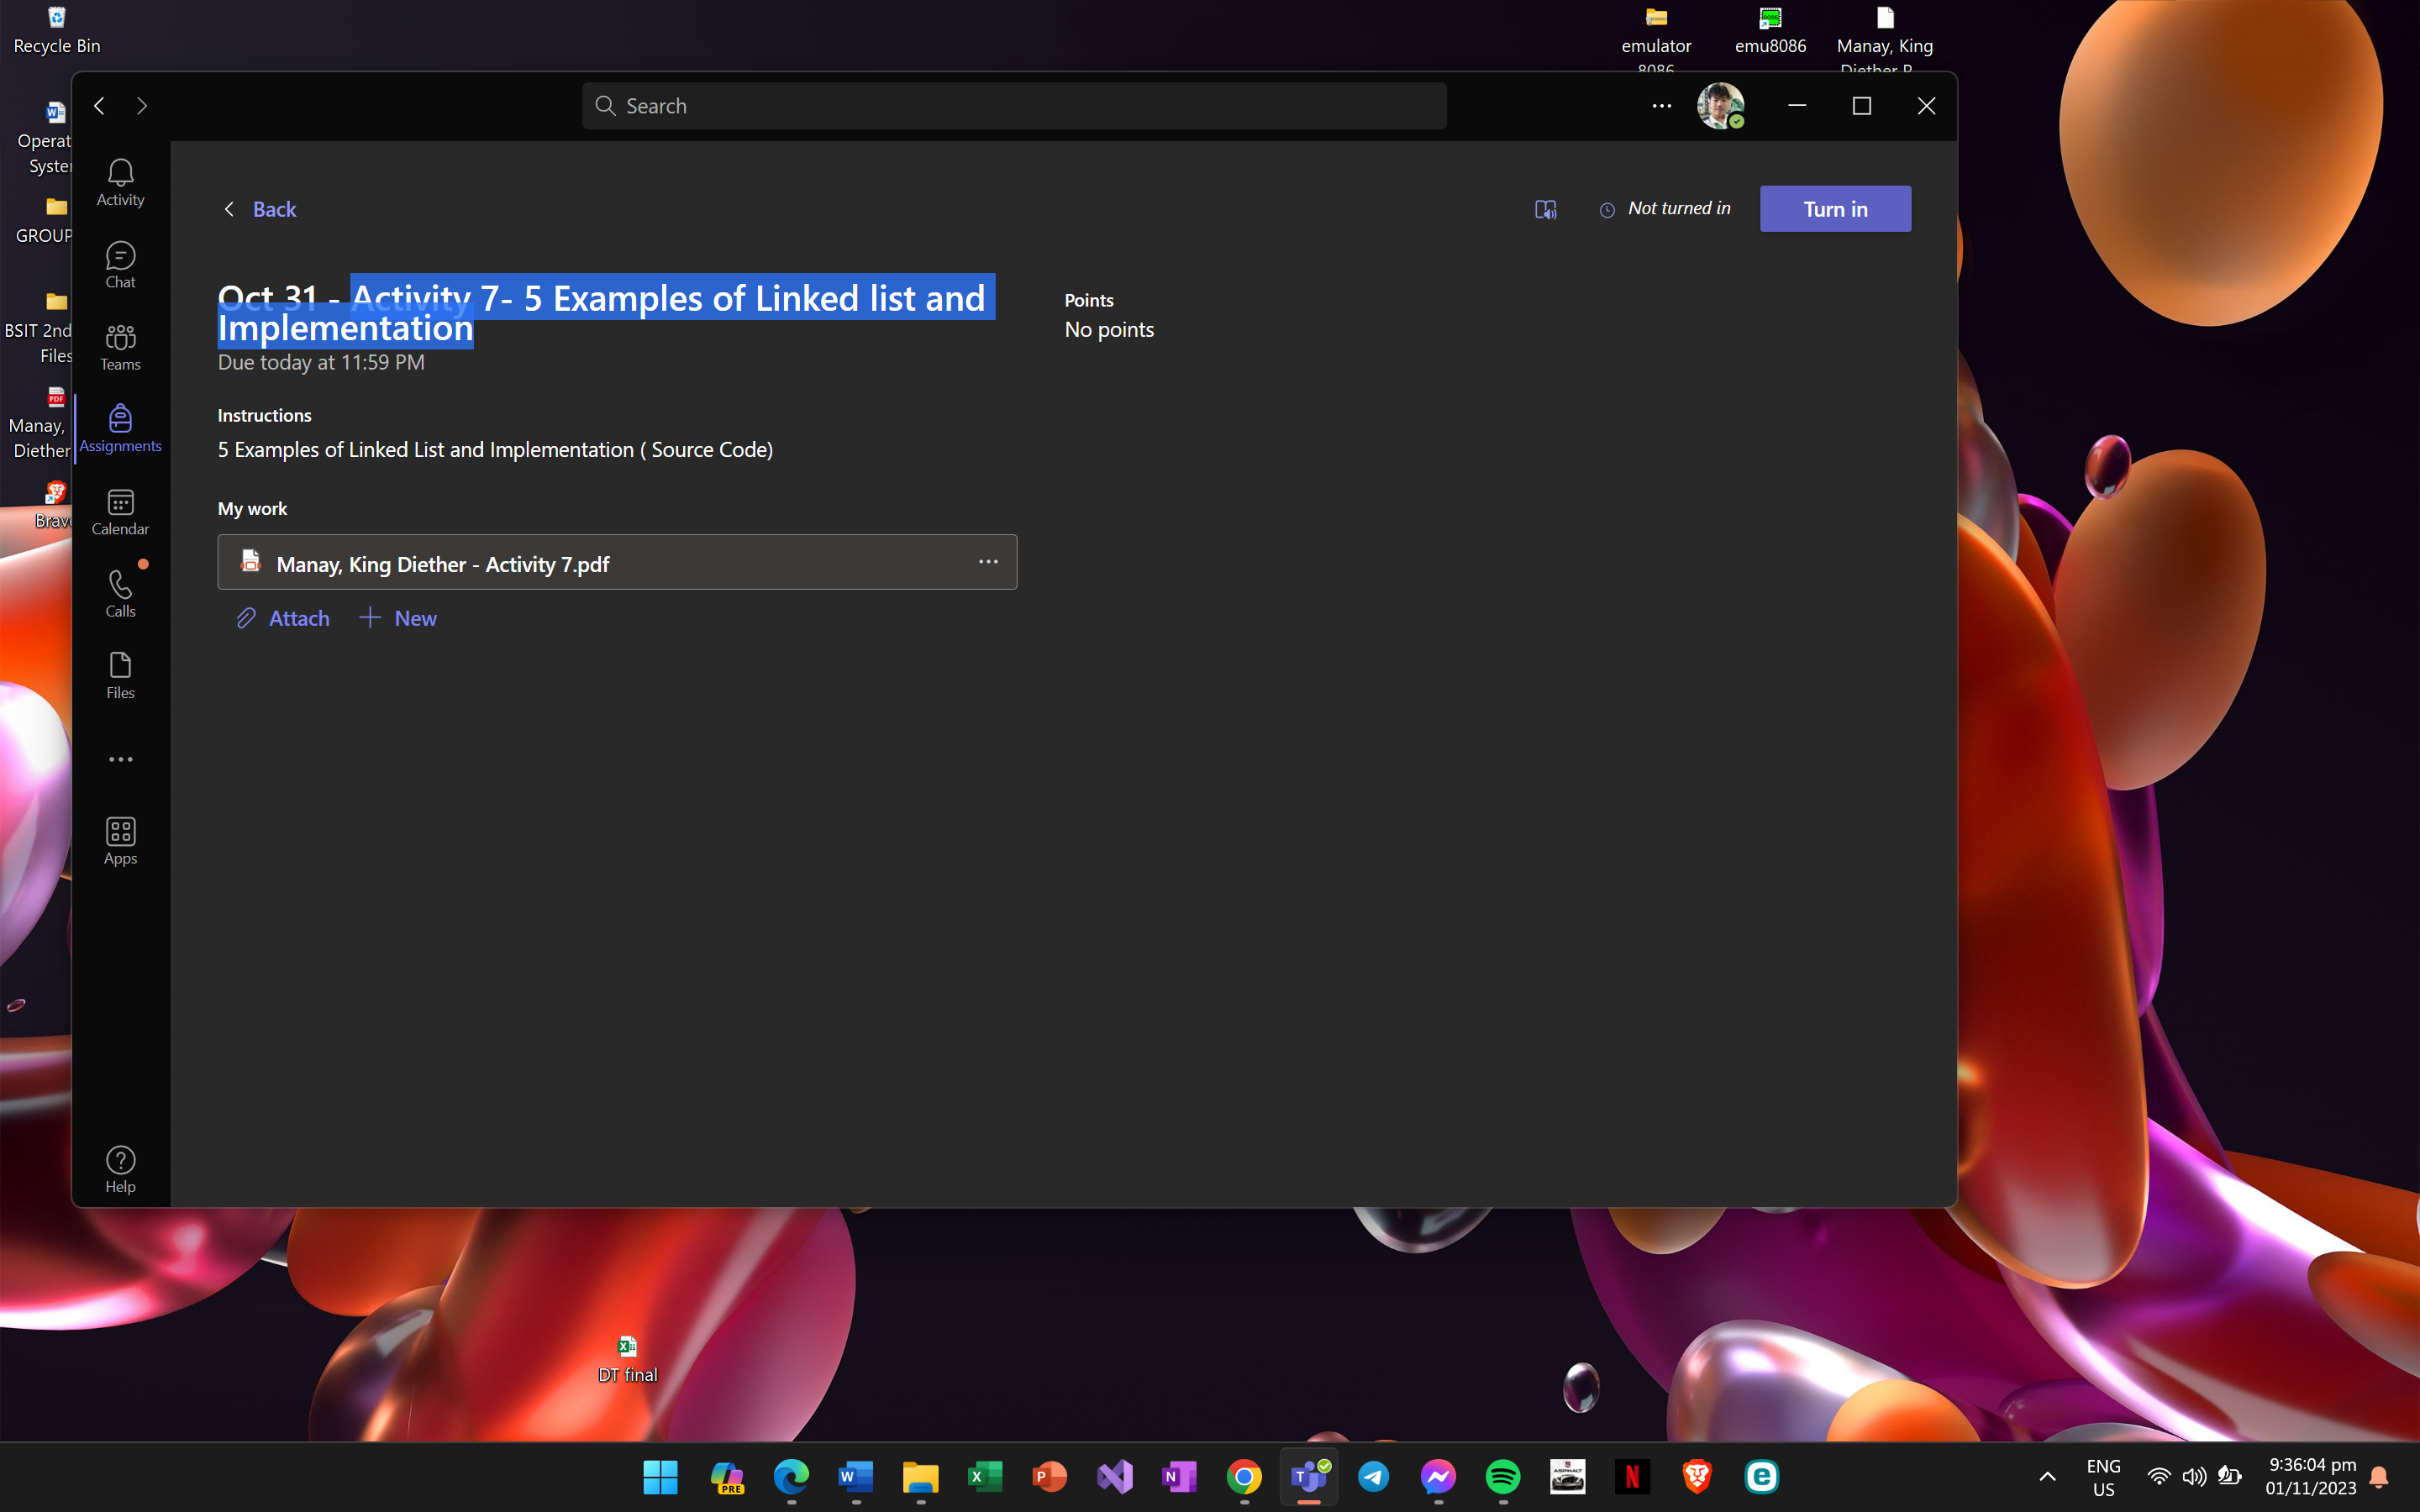 Recycle Bin
emulator
8086
emu8086
Manay, King
Diether P
Operat
Syster
GROUP
BSIT 2nd
Files
PDF
Manay,
Diether
Brave
Search
Activity
Chat
Teams
Assignments
Calendar
Calls
Files
Apps
Help
Back
Not turned in
Turn in
Oct 31 - Activity 7- 5 Examples of Linked list and
Implementation
Due today at 11:59 PM
Points
No points
Instructions
5 Examples of Linked List and Implementation ( Source Code)
My work
Manay, King Diether - Activity 7.pdf
Attach
New
DT final
PRE
ASPHALT
ENG
US
9:36:04 pm
01/11/2023